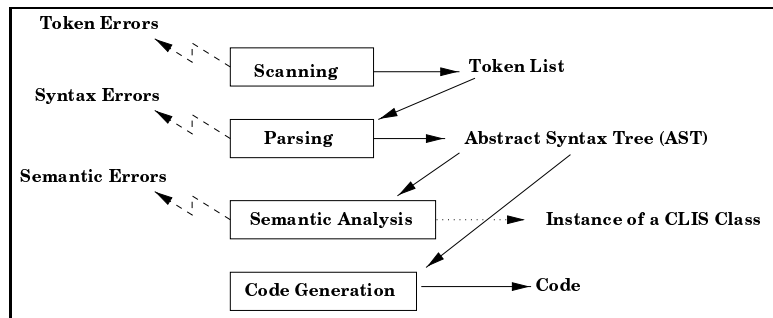 Token Errors
Scanning
Token List
Syntax Errors
Parsing
Abstract Syntax Tree (AST)
Semantic Errors
Semantic Analysis
Instance of a CLIS Class
Code Generation
Code